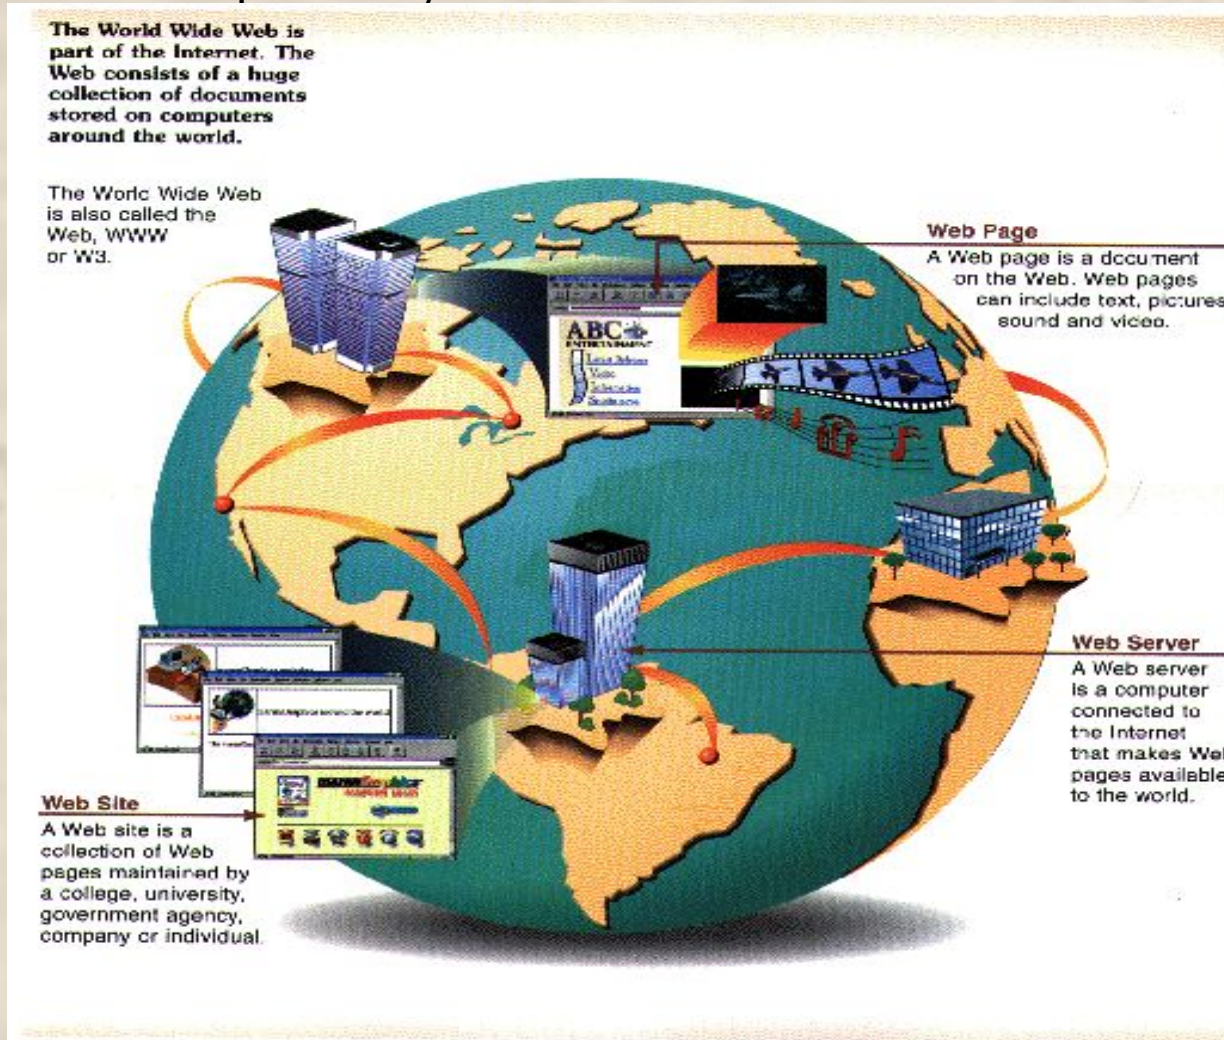 The World Wide Web is
part of the Internet. The
Web consists of a huge
collection of documents
stored on computers
around the world.
The World Wide Web
is also called the
Web, WWW
or W3.
Web Page
A Web page is a document
on the Web. Web pages
can include text, pictures
sound and video.
ABC
ENTERTAINMENT
Video
Web Server
A Web server
is a computer
connected to
the Internet
that makes Web
pages available
to the world.
Web Site
A Web site is a
collection of Web
pages maintained by
a college, university,
government agency,
company or individual.